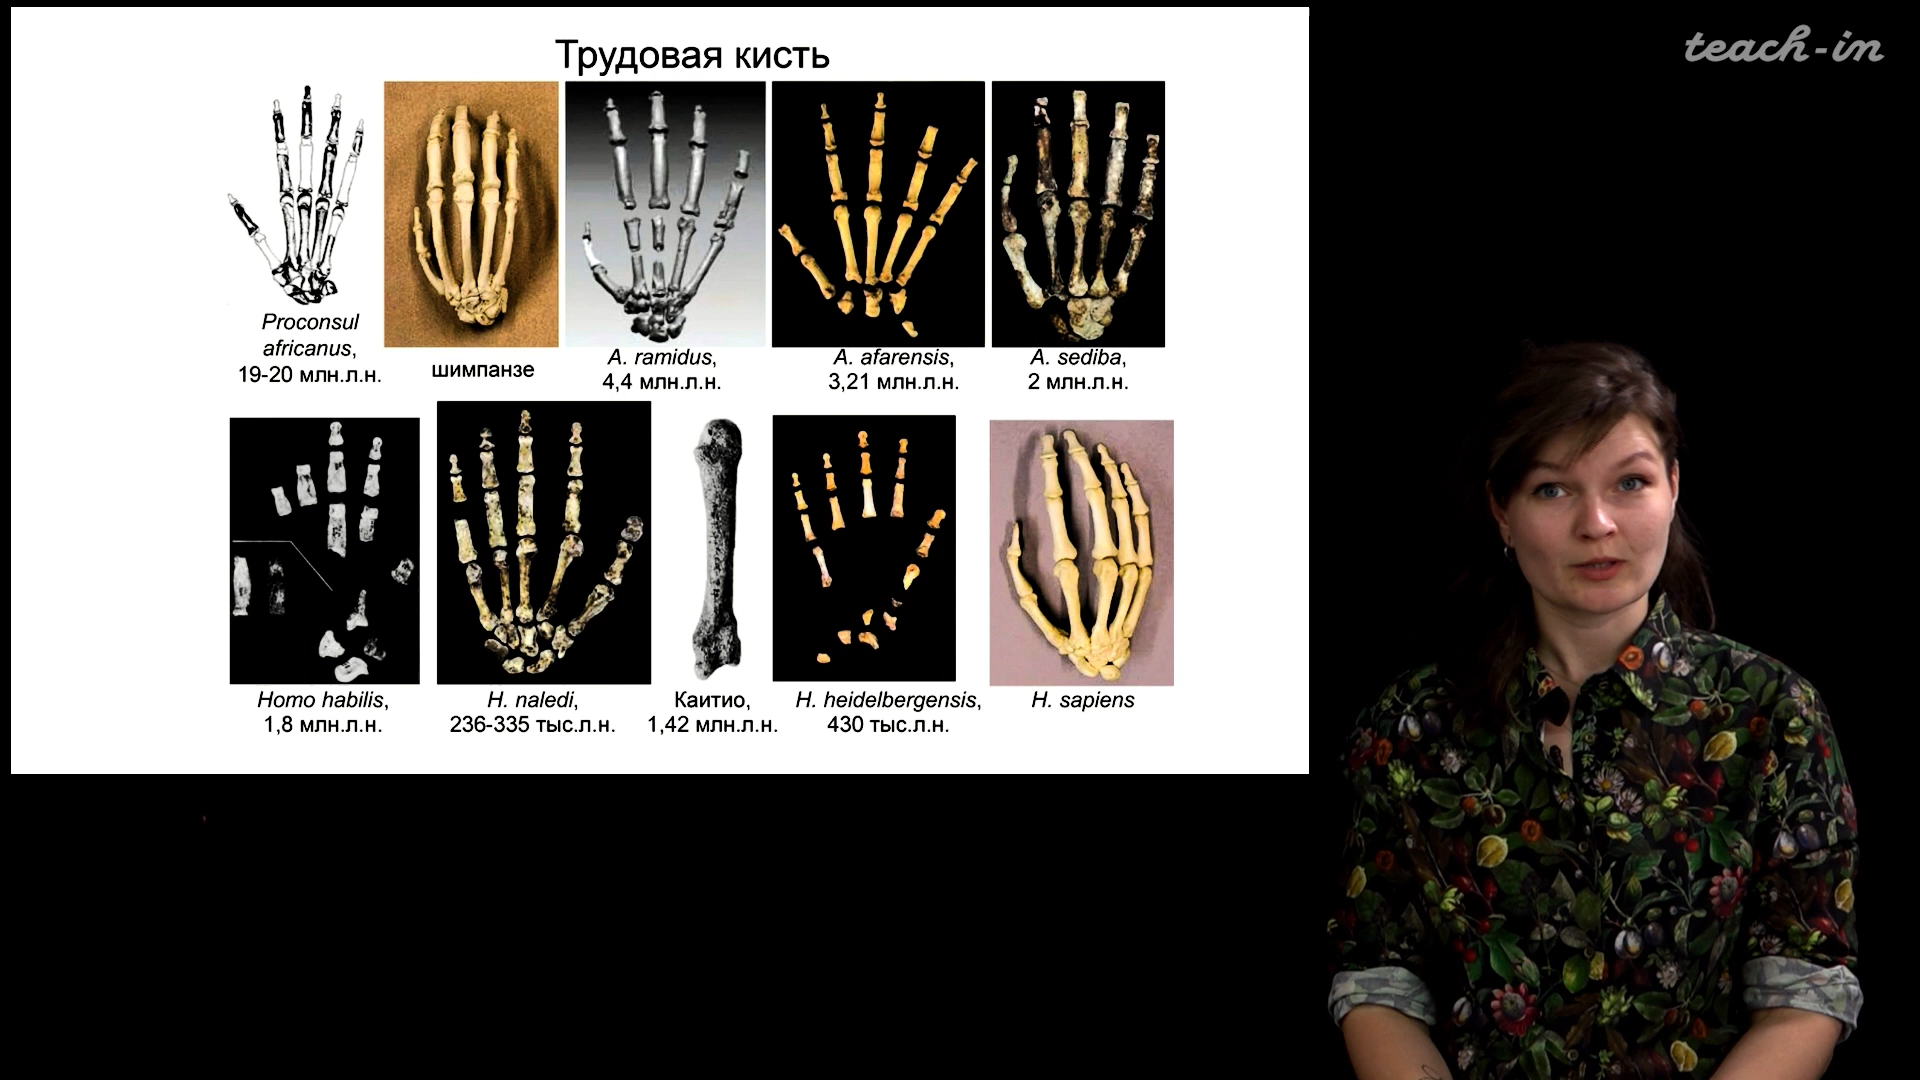 teach-in
Трудовая кисть
Proconsul
africanus,
19-20 млн.л.н.
шимпанзе
A. ramidus,
4,4 млн.л.н.
A. afarensis,
3,21 млн.л.н.
A. sediba,
2 млн.л.н.
Homo habilis,
1,8 млн.л.н.
H. naledi,
236-335 тыс.л.н.
Каитио,
1,42 млн.л.н.
H. heidelbergensis,
430 тыс.л.н.
H. sapiens